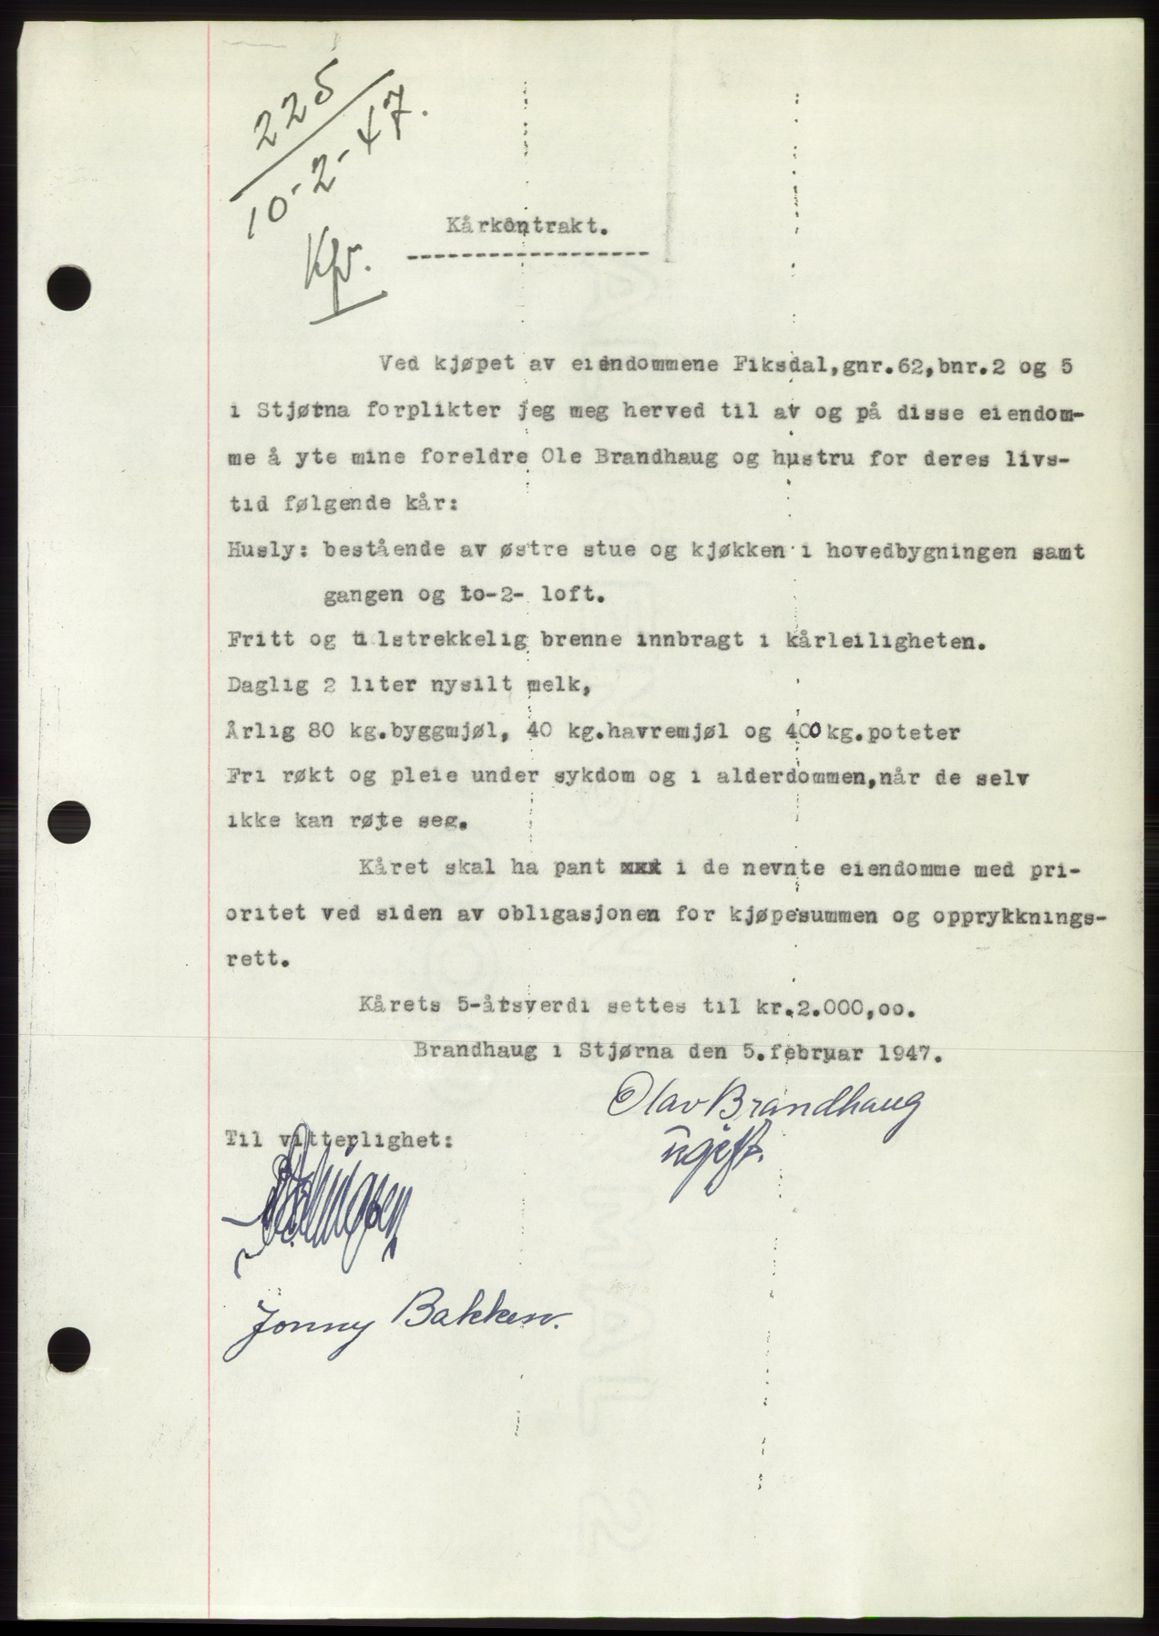 225
10-2-47.
Kfr.
Kårkontrakt.
Ved kjøpet av eiendommene Fiksdal,gnr.62,bnr.2 og 5
i Stjørna forplikter jeg meg herved til av og på disse eiendom-
me å yte mine foreldre Ole Brandhaug og hustru for deres livs-
tid følgende kår:
Husly: bestående av østre stue og kjøkken i hovedbygningen samt
gangen og to-2- loft.
Fritt og tilstrekkelig brenne innbragt i kårleiligheten.
Daglig 2 liter nysilt melk,
Årlig 80 kg.byggmjøl, 40 kg.havremjøl og 400kg.poteter
Fri røkt og pleie under sykdom og i alderdommen,når de selv
ikke kan røte seg.
Kåret skal ha pant xxx i de nevnte eiendomme med pri-
oritet ved siden av obligasjonen for kjøpesummen og opprykknings-
rett.
Kårets 5-årsverdi settes til kr.2.000,oo.
Brandhaug i Stjørna den 5.februar 1947.
Olav Brandhaug
ugift.
Til vitterlighet:
Jonny Bakken.